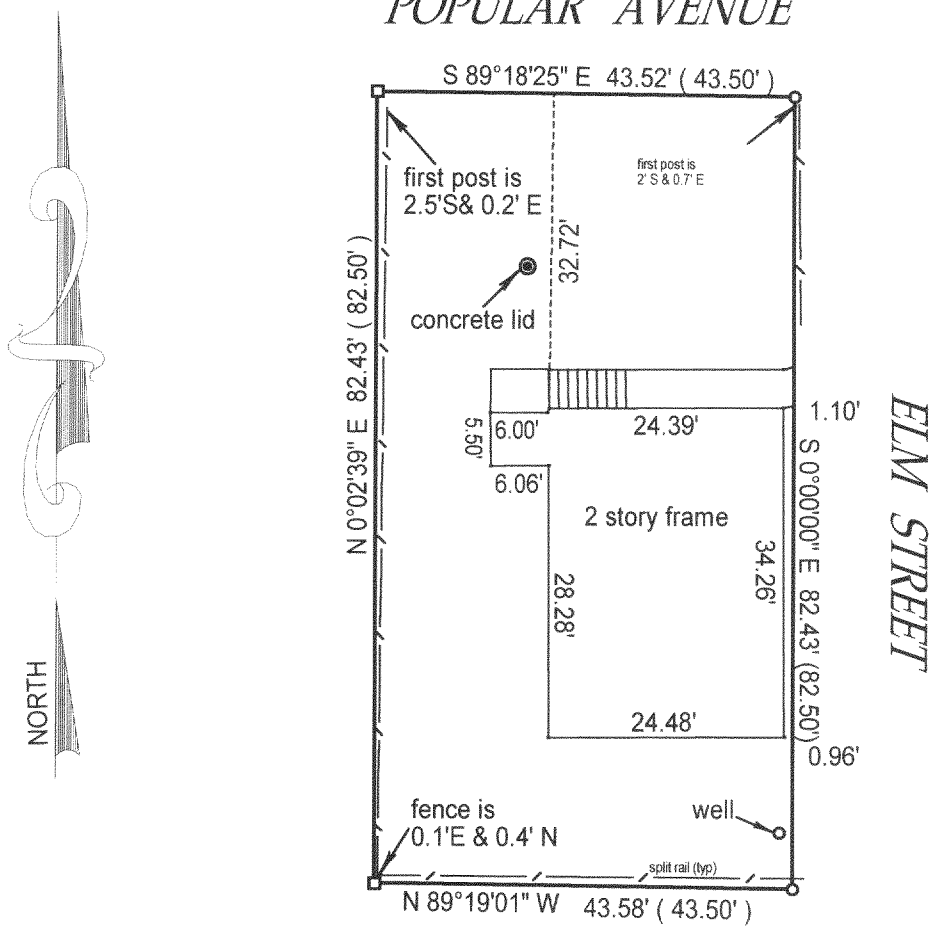 POPULAR AVENUE
S 89°18'25" E 43.52' ( 43.50' )
first post is
2.5'S& 0.2' E
first post is
2' S & 0.7' E
32.72'
concrete lid
N 0°02'39" E 82.43' ( 82.50' )
1.10'
5.50'
6.00'
24.39'
6.06'
2 story frame
ELM STREET
S 0°00'00" E 82.43' (82.50')
28.28'
34.26'
24.48'
0.96'
NORTH
fence is
0.1'E & 0.4' N
well
split rail (typ)
N 89°19'01" W 43.58' ( 43.50' )